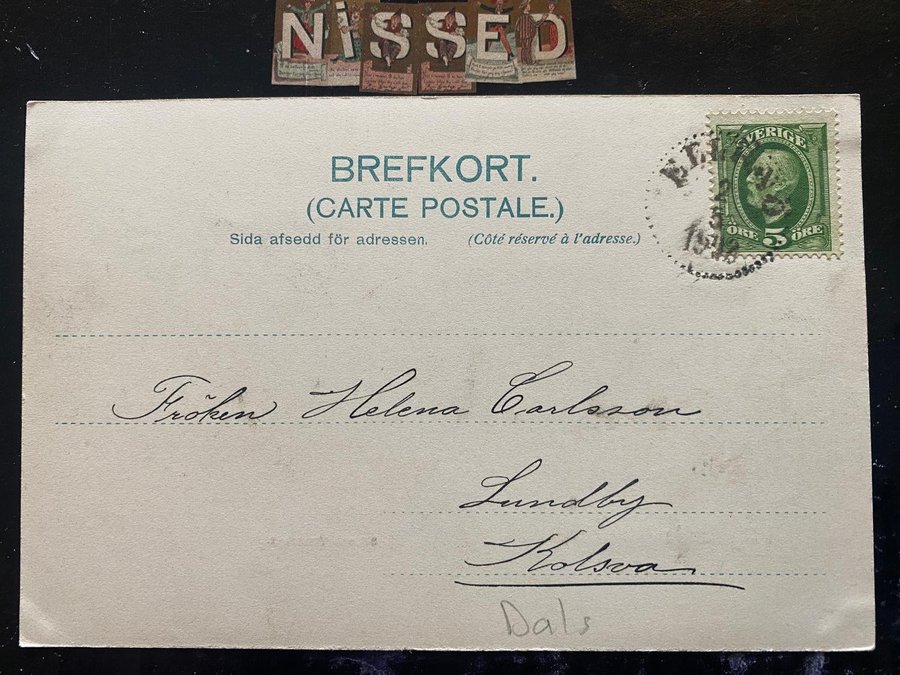 NiSSED
BREFKORT.
(CARTE POSTALE.)
Sida afsedd för adressen. (Côté réservé à l'adresse.)
SVERIGE
ÖRE 5 ÖRE
Fröken Helena Carlsson
Lundby
Kolsva
Dals